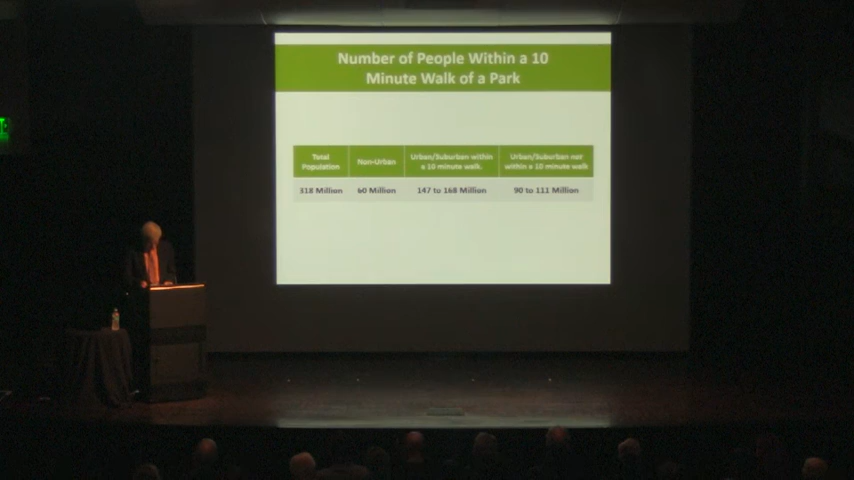 Number of People Within a 10
Minute Walk of a Park
Total
Population
Non-Urban
Urban/Suburban within
a 10 minute walk.
Urban/Suburban not
within a 10 minute walk
318 Million
60 Million
147 to 168 Million
90 to 111 Million